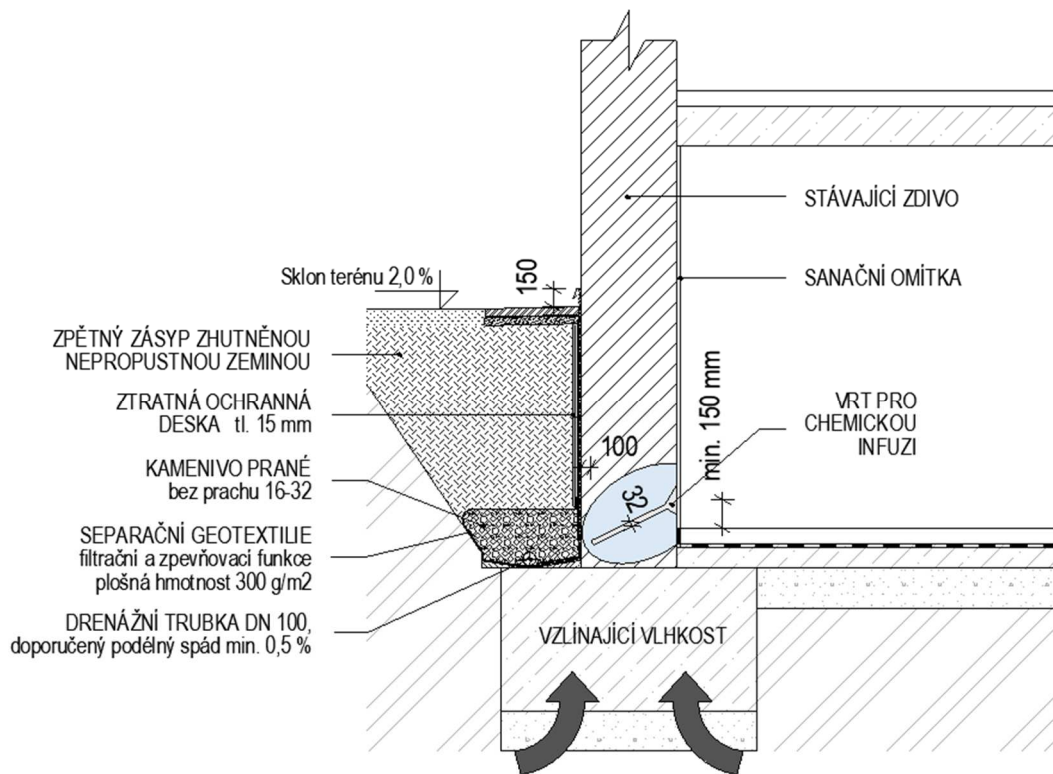 STÁVAJÍCÍ ZDIVO
SANAČNÍ OMÍTKA
Sklon terénu 2,0 %
150
ZPĚTNÝ ZÁSYP ZHUTNĚNOU
NEPROPUSTNOU ZEMINOU
ZTRATNÁ OCHRANNÁ
DESKA tl. 15 mm
KAMENIVO PRANÉ
bez prachu 16-32
SEPARAČNÍ GEOTEXTILIE
filtrační a zpevňovací funkce
plošná hmotnost 300 g/m2
DRENÁŽNÍ TRUBKA DN 100,
doporučený podélný spád min. 0,5 %
100
32
min. 150 mm
VRT PRO
CHEMICKOU
INFUZI
VZLÍNAJÍCÍ VLHKOST